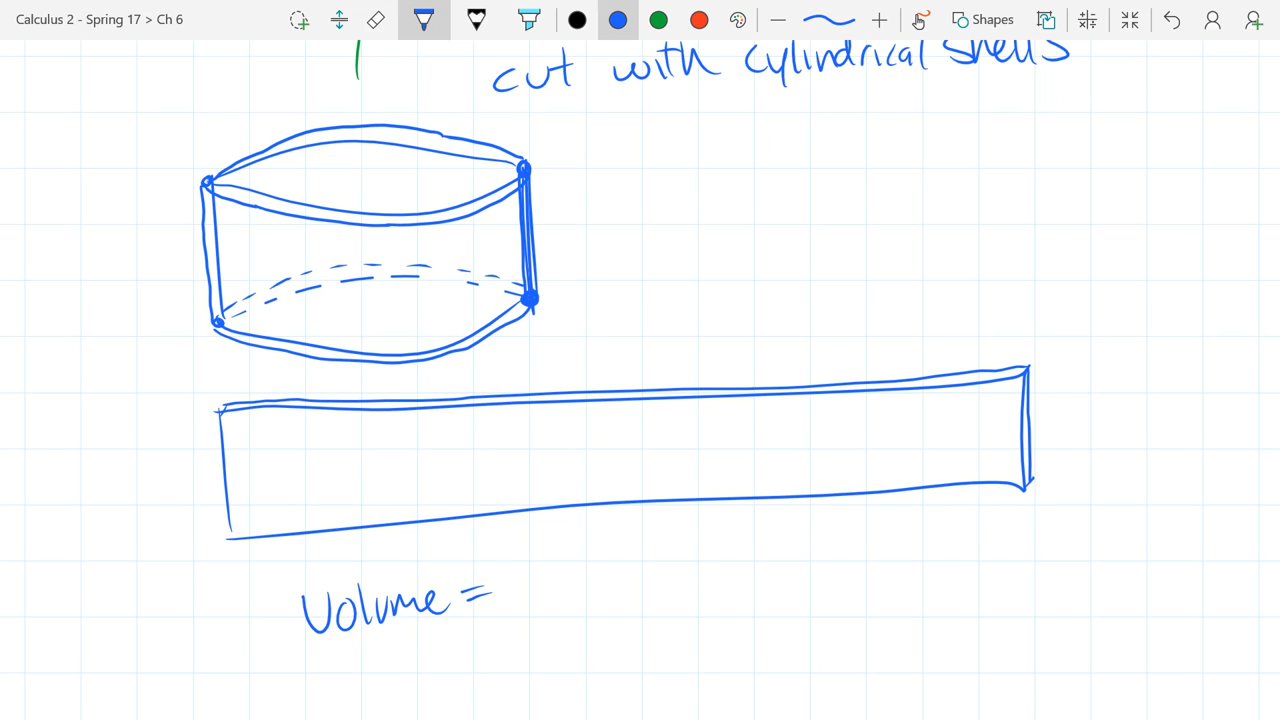 Calculus 2 - Spring 17 > Ch 6
Shapes
cut with cylindrical shells
Volume =